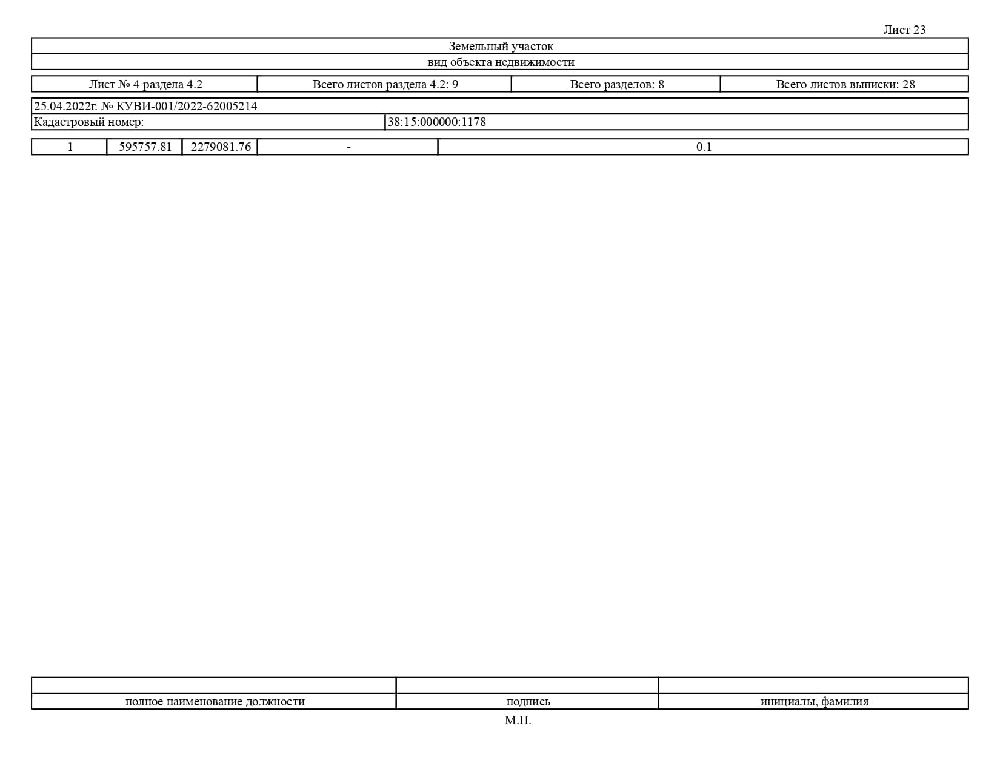 Лист 23
Земельный участок
вид объекта недвижимости
Лист № 4 раздела 4.2 Всего листов раздела 4.2: 9 Всего разделов: 8 Всего листов выписки: 28
25.04.2022г. № КУВИ-001/2022-62005214
Кадастровый номер: 38:15:000000:1178
1 595757.81 2279081.76 - 0.1
полное наименование должности подпись инициалы, фамилия
М.П.